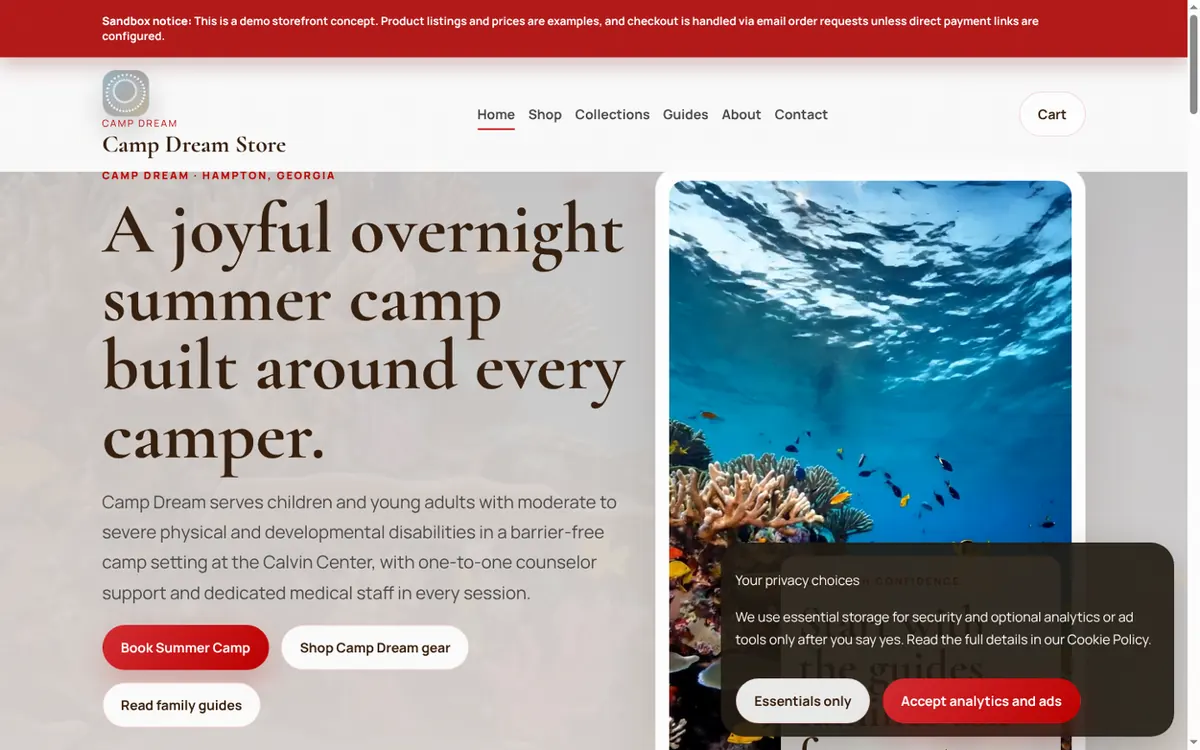 Sandbox notice: This is a demo storefront concept. Product listings and prices are examples, and checkout is handled via email order requests unless direct payment links are
configured.
CAMP DREAM
Camp Dream Store
Home Shop Collections Guides About Contact
Cart
CAMP DREAM · HAMPTON, GEORGIA
A joyful overnight
summer camp
built around every
camper.
Camp Dream serves children and young adults with moderate to
severe physical and developmental disabilities in a barrier-free
camp setting at the Calvin Center, with one-to-one counselor
support and dedicated medical staff in every session.
Book Summer Camp
Shop Camp Dream gear
Read family guides
Your privacy choices
CONFIDENCE
We use essential storage for security and optional analytics or ad
tools only after you say yes. Read the full details in our Cookie Policy.
the guides
Essentials only
Accept analytics and ads